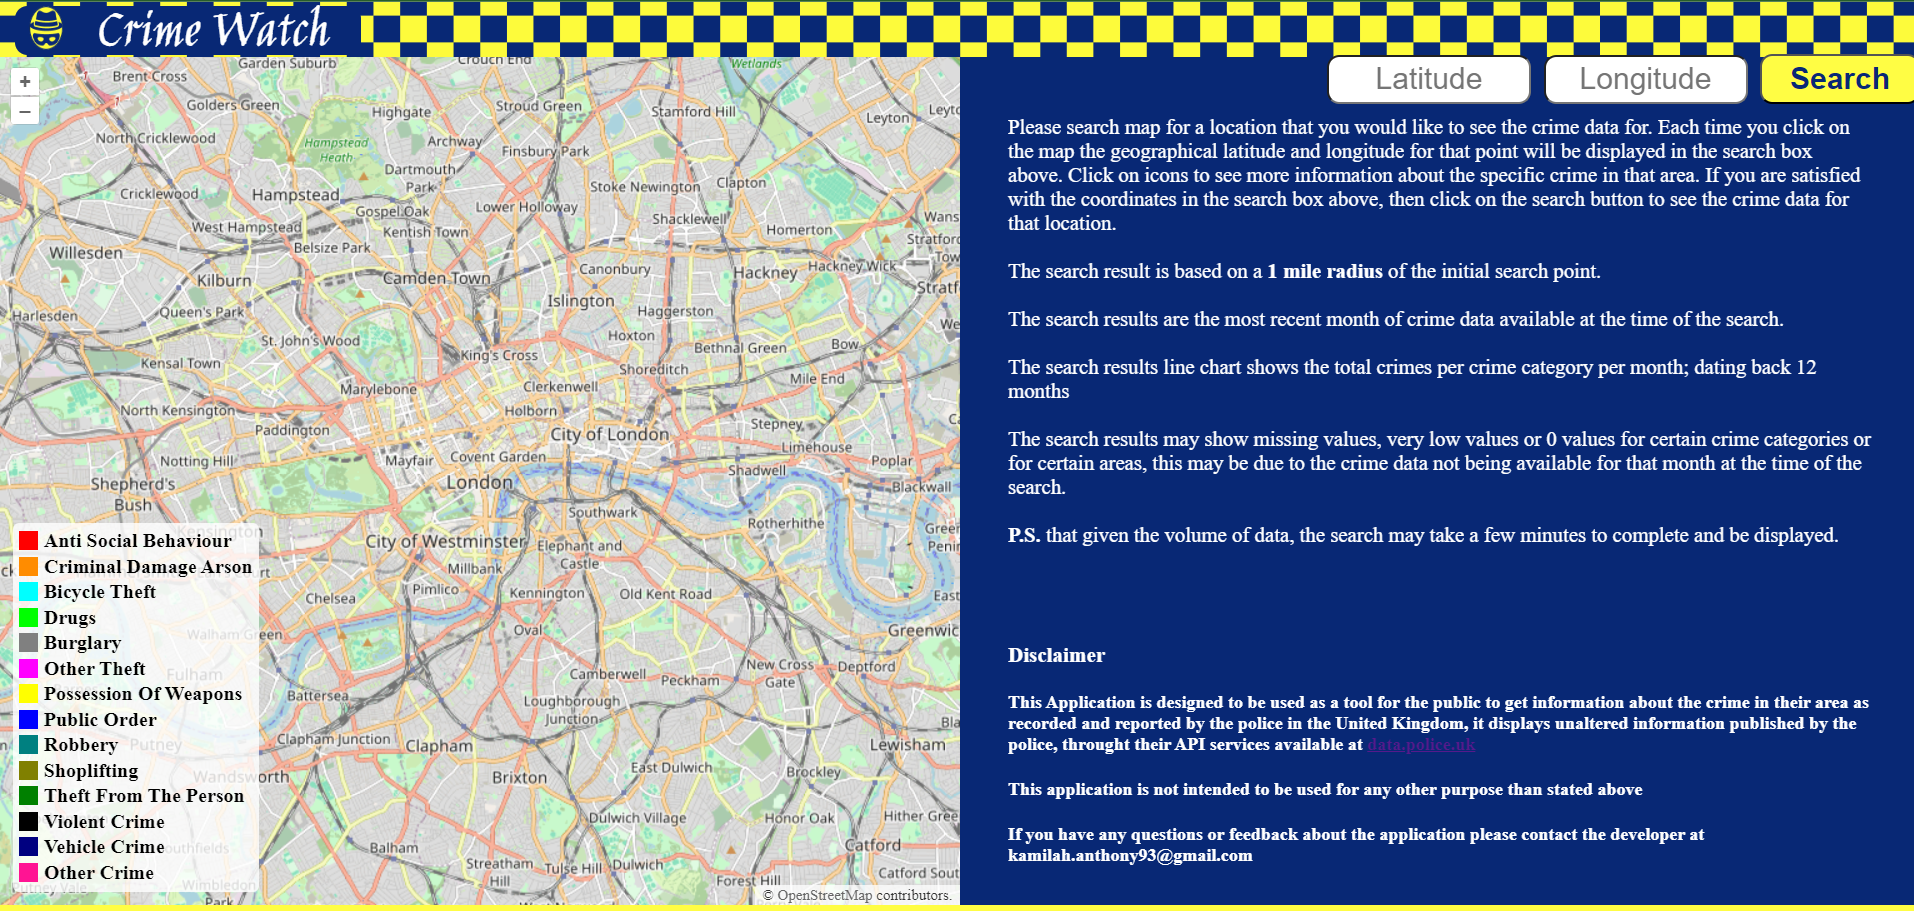 Crime Watch
+
−
Latitude
Longitude
Search
Please search map for a location that you would like to see the crime data for. Each time you click on
the map the geographical latitude and longitude for that point will be displayed in the search box
above. Click on icons to see more information about the specific crime in that area. If you are satisfied
with the coordinates in the search box above, then click on the search button to see the crime data for
that location.
The search result is based on a 1 mile radius of the initial search point.
The search results are the most recent month of crime data available at the time of the search.
The search results line chart shows the total crimes per crime category per month; dating back 12
months
The search results may show missing values, very low values or 0 values for certain crime categories or
for certain areas, this may be due to the crime data not being available for that month at the time of the
search.
P.S. that given the volume of data, the search may take a few minutes to complete and be displayed.
Disclaimer
This Application is designed to be used as a tool for the public to get information about the crime in their area as
recorded and reported by the police in the United Kingdom, it displays unaltered information published by the
police, throught their API services available at data.police.uk
This application is not intended to be used for any other purpose than stated above
If you have any questions or feedback about the application please contact the developer at
kamilah.anthony93@gmail.com
Garden Suburb
Crouch End
Wetlands
Brent Cross
Golders Green
Highgate
Stroud Green
Stamford Hill
Leyton
North Cricklewood
Hampstead
Heath
Archway
Finsbury Park
Cricklewood
Hampstead
Dartmouth
Park
Stoke Newington
Clapton
Gospel Oak
Lower Holloway
Shacklewell
West Hampstead
Kentish Town
Homerton
Willesden
Belsize Park
Kilburn
Camden Town
Canonbury
Hackney
Hackney Wick
Islington
Harlesden
Queen's Park
Haggerston
St. John's Wood
Hoxton
Bethnal Green
Bow
Kensal Town
King's Cross
Shoreditch
Mile End
Marylebone
Clerkenwell
North Kensington
Holborn
Paddington
City of London
Stepney
Limehouse
Notting Hill
Mayfair
Covent Garden
Shadwell
Poplar
Shepherd's
Bush
London
Blackwall
Southwark
Rotherhithe
Kensington
City of Westminster
Elephant and
Castle
Millbank
Chelsea
Pimlico
Kennington
Old Kent Road
Walham Green
Oval
Fulham
Camberwell
Peckham
New Cross
Gate
Deptford
Battersea
Loughborough
Junction
Putney
Clapham Junction
Clapham
Lewisham
Wandsworth
Brixton
East Dulwich
Brockley
Dulwich Village
Honor Oak
Balham
Catford
Streatham
Hill
Tulse Hill
Dulwich
Forest Hill
Putney Vale
Wimbledon
Park
Anti Social Behaviour
Criminal Damage Arson
Bicycle Theft
Drugs
Burglary
Other Theft
Possession Of Weapons
Public Order
Robbery
Shoplifting
Theft From The Person
Violent Crime
Vehicle Crime
Other Crime
© OpenStreetMap contributors.